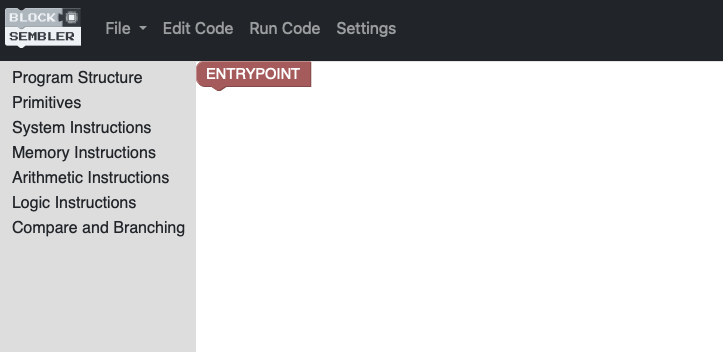 BLOCK
SEMBLER
File Edit Code Run Code Settings
Program Structure
Primitives
System Instructions
Memory Instructions
Arithmetic Instructions
Logic Instructions
Compare and Branching
ENTRYPOINT